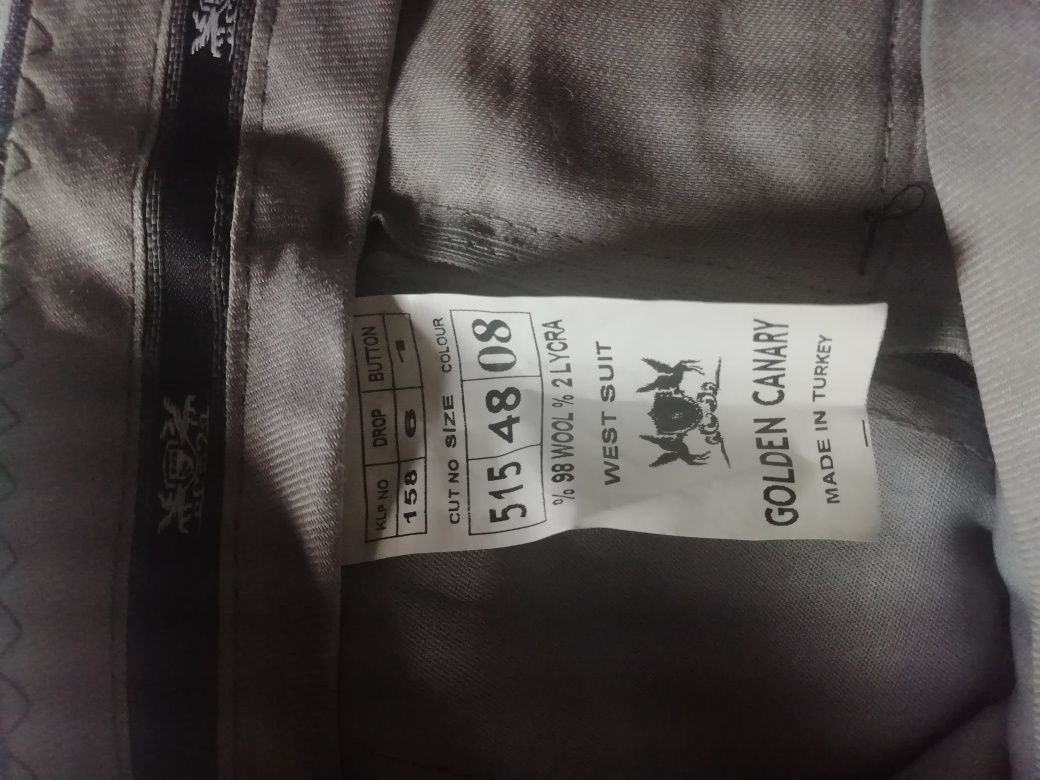 KLP NO DROP BUTTON
158 6 1
CUT NO SIZE COLOUR
515 48 08
% 98 WOOL % 2 LYCRA
WEST SUIT
GOLDEN CANARY
MADE IN TURKEY